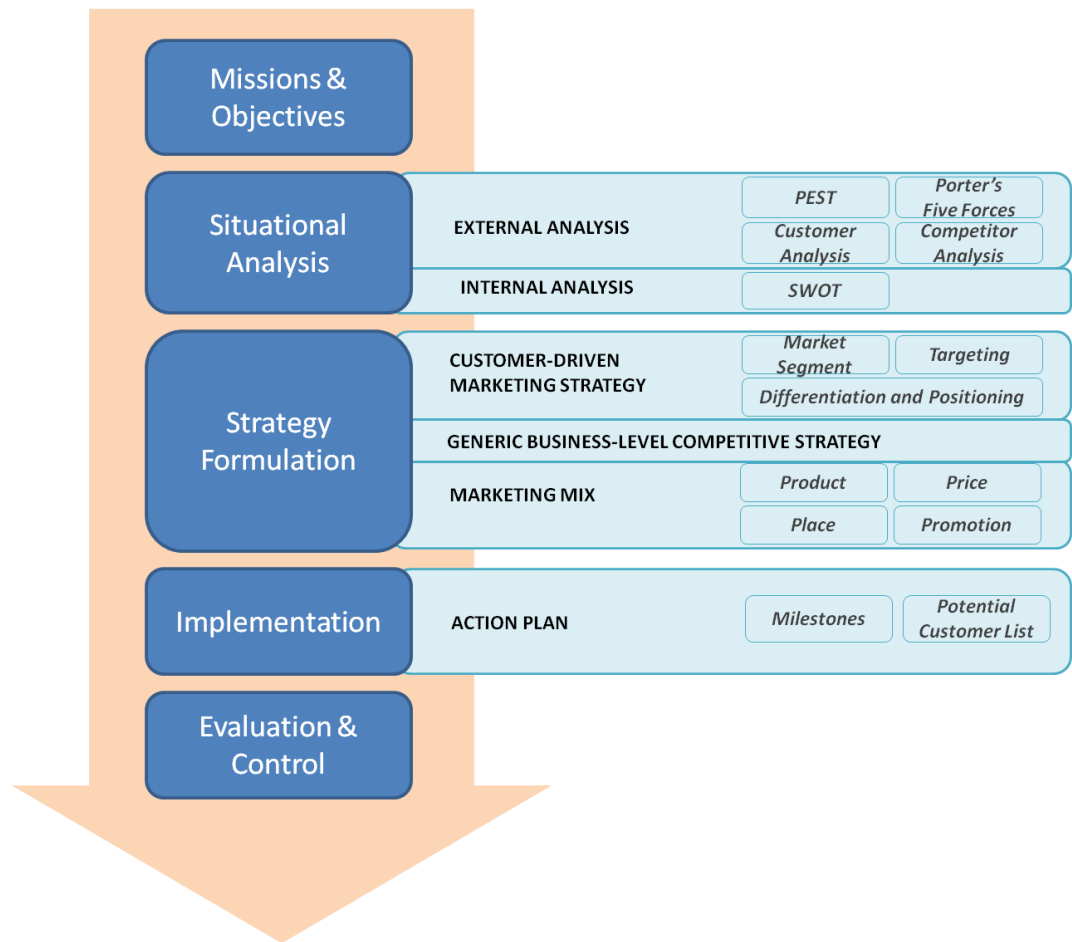 Missions &
Objectives
Situational
Analysis
EXTERNAL ANALYSIS
PEST
Porter's
Five Forces
Customer
Analysis
Competitor
Analysis
INTERNAL ANALYSIS
SWOT
Strategy
Formulation
CUSTOMER-DRIVEN
MARKETING STRATEGY
Market
Segment
Targeting
Differentiation and Positioning
GENERIC BUSINESS-LEVEL COMPETITIVE STRATEGY
MARKETING MIX
Product
Price
Place
Promotion
Implementation
ACTION PLAN
Milestones
Potential
Customer List
Evaluation &
Control